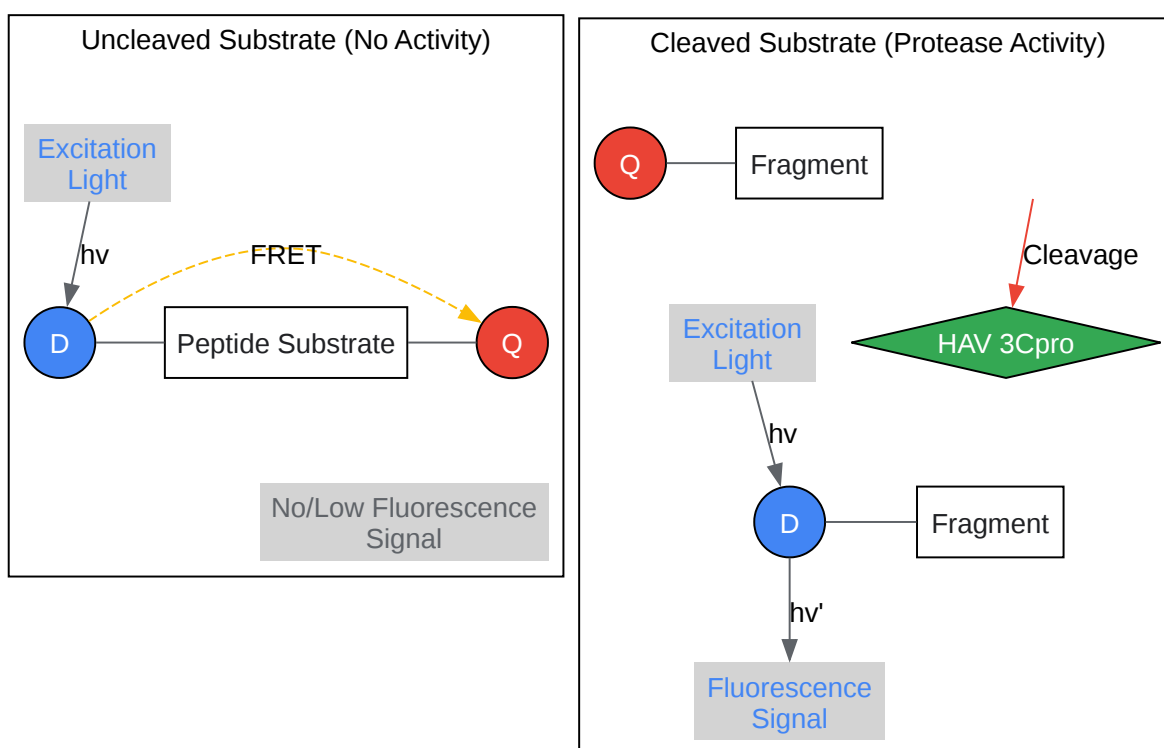 Uncleaved Substrate (No Activity)
Excitation
Light
hv
FRET
D
Peptide Substrate
Q
No/Low Fluorescence
Signal
Cleaved Substrate (Protease Activity)
Q
Fragment
Cleavage
HAV 3Cpro
Excitation
Light
hv
D
Fragment
hv'
Fluorescence
Signal